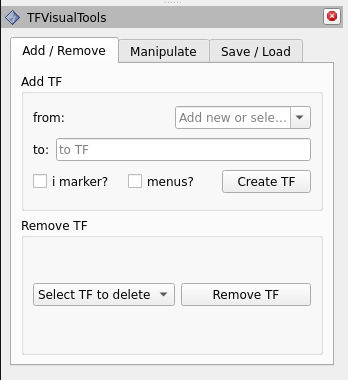 TFVisualTools
Add / Remove Manipulate Save / Load
Add TF
from: Add new or sele...
to: to TF
i marker? menus? Create TF
Remove TF
Select TF to delete Remove TF